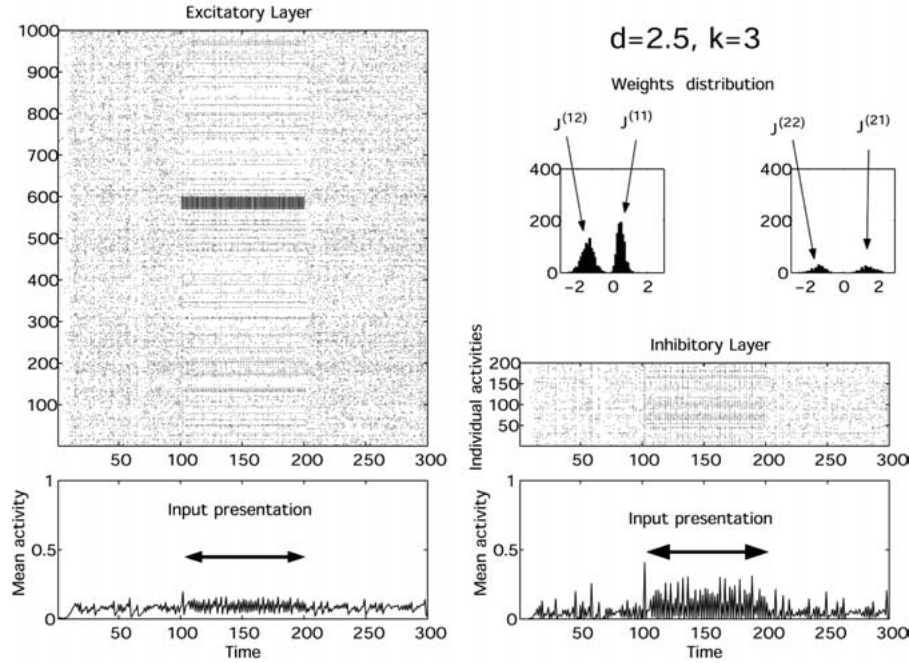 Excitatory Layer
1000
900
800
700
600
500
400
300
200
100
50 100 150 200 250 300
d=2.5, k=3
Weights distribution
J(12) J(11)
J(22) J(21)
400
200
0
-2 0 2
400
200
0
-2 0 2
Inhibitory Layer
Individual activities
200
150
100
50
50 100 150 200 250 300
Mean activity
1
0.5
0
Input presentation
50 100 150 200 250 300
Time
Mean activity
1
0.5
0
Input presentation
50 100 150 200 250 300
Time